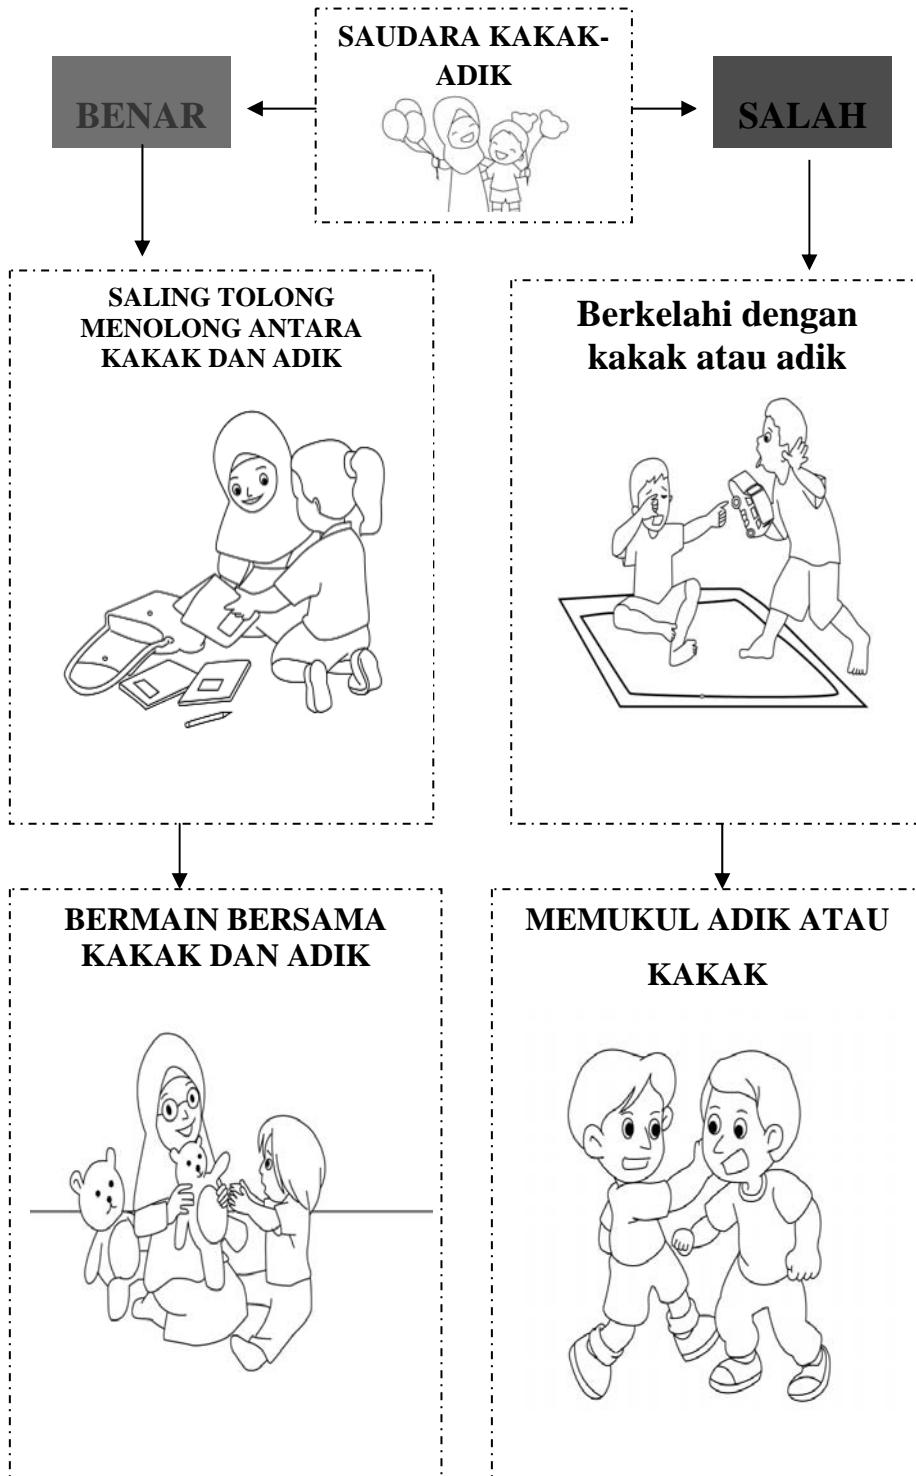 SAUDARA KAKAK-
ADIK
BENAR
SALAH
SALING TOLONG
MENOLONG ANTARA
KAKAK DAN ADIK
Berkelahi dengan
kakak atau adik
BERMAIN BERSAMA
KAKAK DAN ADIK
MEMUKUL ADIK ATAU
KAKAK